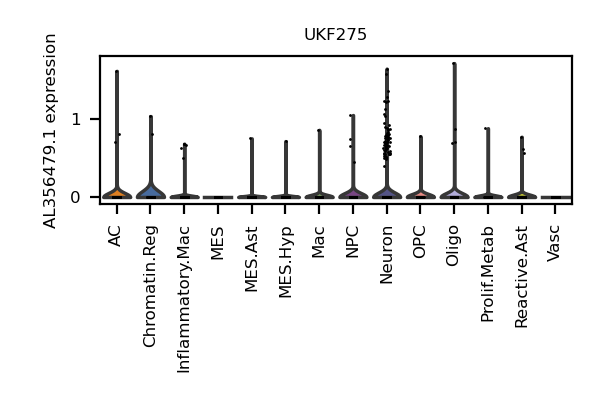 UKF275
AL356479.1 expression
1
0
AC
Chromatin.Reg
Inflammatory.Mac
MES
MES.Ast
MES.Hyp
Mac
NPC
Neuron
OPC
Oligo
Prolif.Metab
Reactive.Ast
Vasc